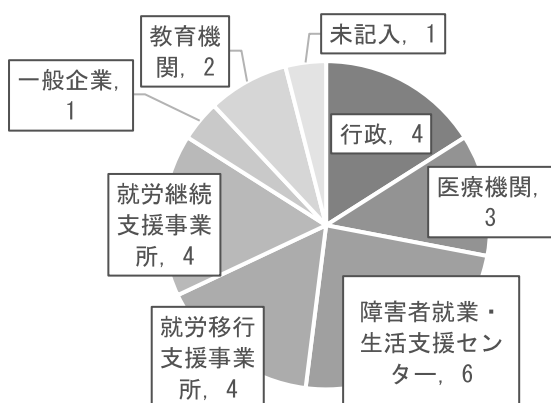 未記入, 1
教育機
関, 2
一般企業,
1
行政, 4
医療機関,
3
就労継続
支援事業
所, 4
障害者就業・
生活支援セン
ター, 6
就労移行
支援事業
所, 4